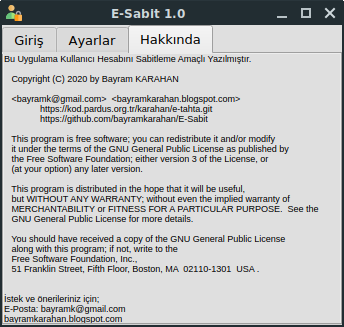 E-Sabit 1.0
Giriş
Ayarlar
Hakkında
Bu Uygulama Kullanıcı Hesabını Sabitleme Amaçlı Yazılmıştır.
Copyright (C) 2020 by Bayram KARAHAN
<bayramk@gmail.com> <bayramkarahan.blogspot.com>
https://kod.pardus.org.tr/karahan/e-tahta.git
https://github.com/bayramkarahan/E-Sabit
This program is free software; you can redistribute it and/or modify
it under the terms of the GNU General Public License as published by
the Free Software Foundation; either version 3 of the License, or
(at your option) any later version.
This program is distributed in the hope that it will be useful,
but WITHOUT ANY WARRANTY; without even the implied warranty of
MERCHANTABILITY or FITNESS FOR A PARTICULAR PURPOSE. See the
GNU General Public License for more details.
You should have received a copy of the GNU General Public License
along with this program; if not, write to the
Free Software Foundation, Inc.,
51 Franklin Street, Fifth Floor, Boston, MA 02110-1301 USA .
İstek ve önerileriniz için;
E-Posta: bayramk@gmail.com
bayramkarahan.blogspot.com